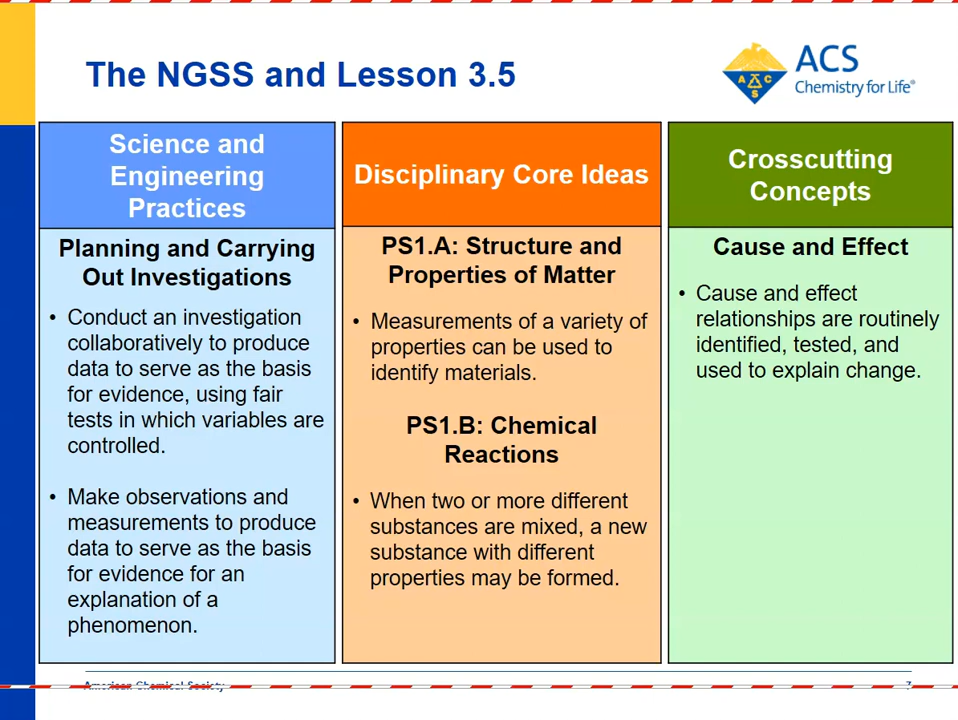 The NGSS and Lesson 3.5
A C
C
S
ACS
Chemistry for Life®
Science and
Engineering
Practices
Planning and Carrying
Out Investigations
• Conduct an investigation
collaboratively to produce
data to serve as the basis
for evidence, using fair
tests in which variables are
controlled.
• Make observations and
measurements to produce
data to serve as the basis
for evidence for an
explanation of a
phenomenon.
Disciplinary Core Ideas
PS1.A: Structure and
Properties of Matter
• Measurements of a variety of
properties can be used to
identify materials.
PS1.B: Chemical
Reactions
• When two or more different
substances are mixed, a new
substance with different
properties may be formed.
Crosscutting
Concepts
Cause and Effect
• Cause and effect
relationships are routinely
identified, tested, and
used to explain change.
American Chemical Society
7